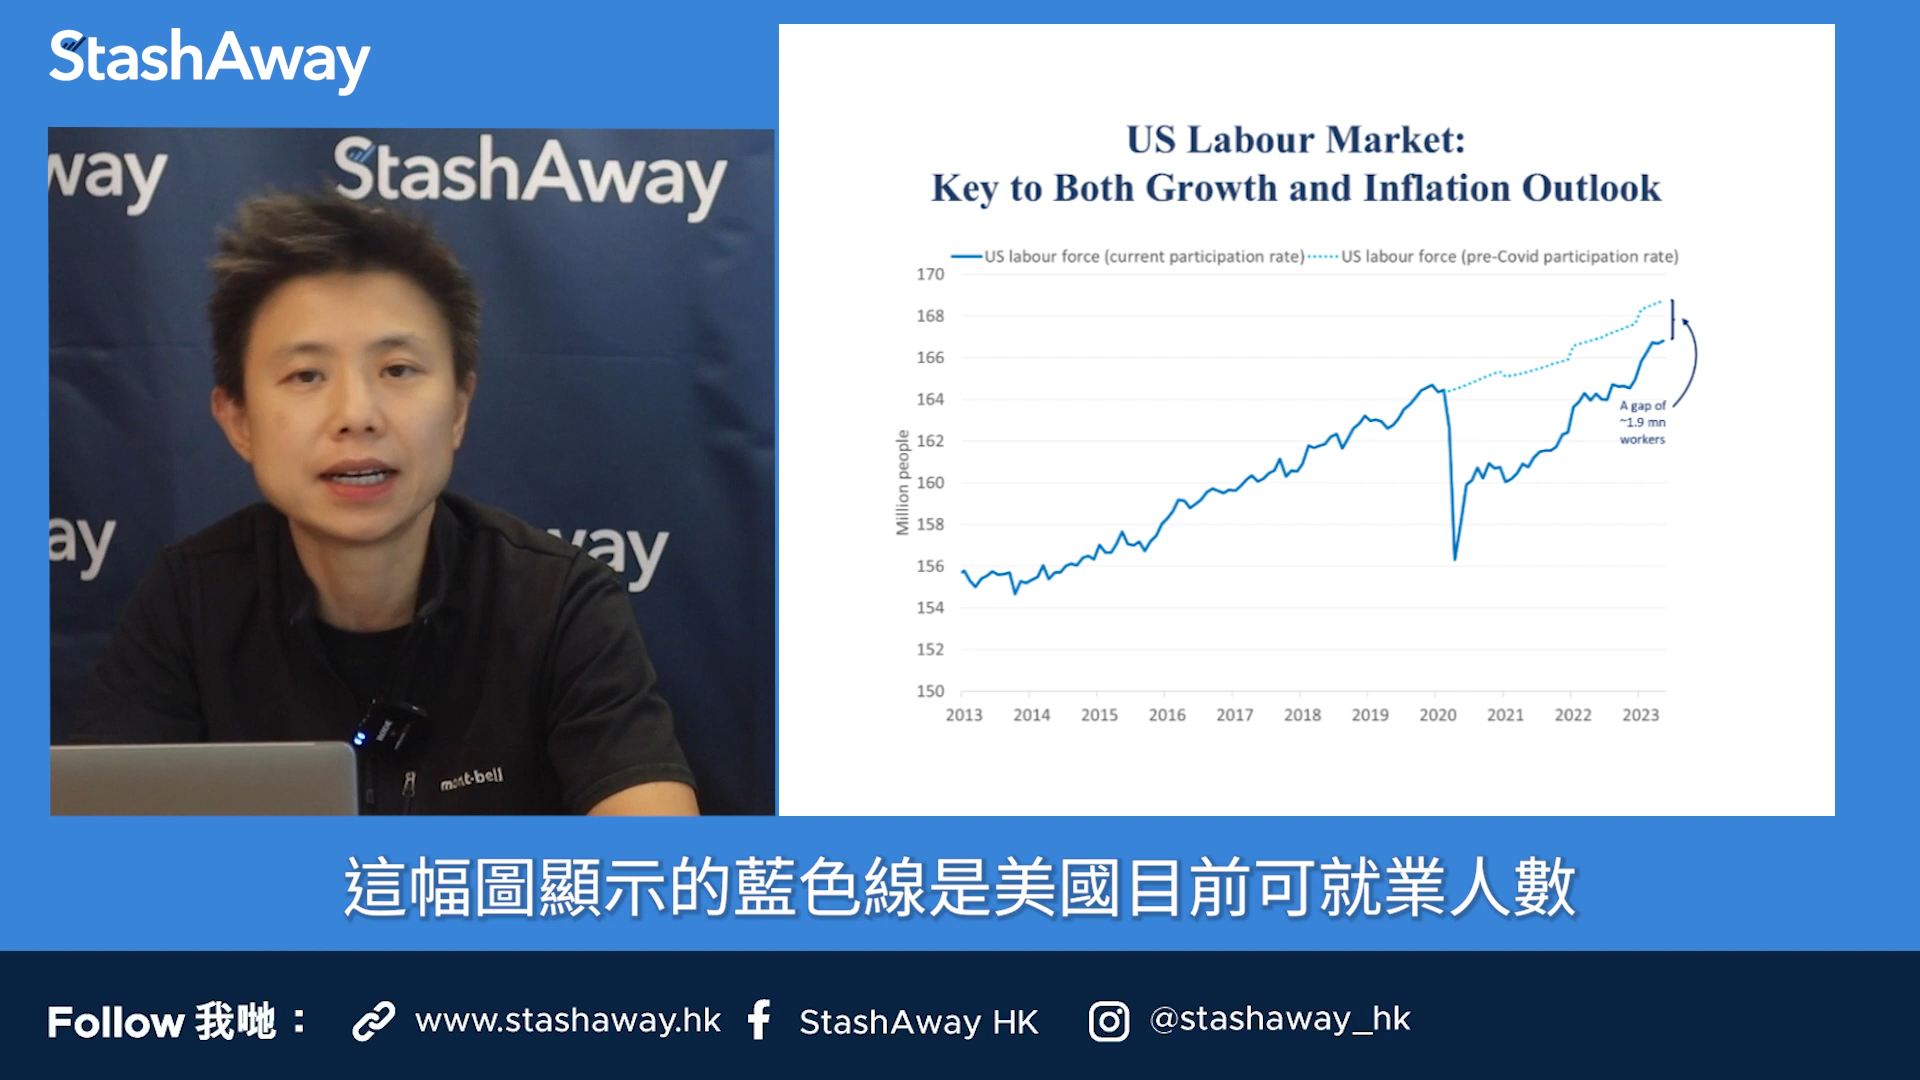 StashAway
way
StashAway
ay
way
mont-bell
US Labour Market:
Key to Both Growth and Inflation Outlook
US labour force (current participation rate)
US labour force (pre-Covid participation rate)
170
168
166
164
162
160
158
156
154
152
150
Million people
A gap of
~1.9 mn
workers
2013 2014 2015 2016 2017 2018 2019 2020 2021 2022 2023
這幅圖顯示的藍色線是美國目前可就業人數
Follow 我哋：
www.stashaway.hk
StashAway HK
@stashaway_hk